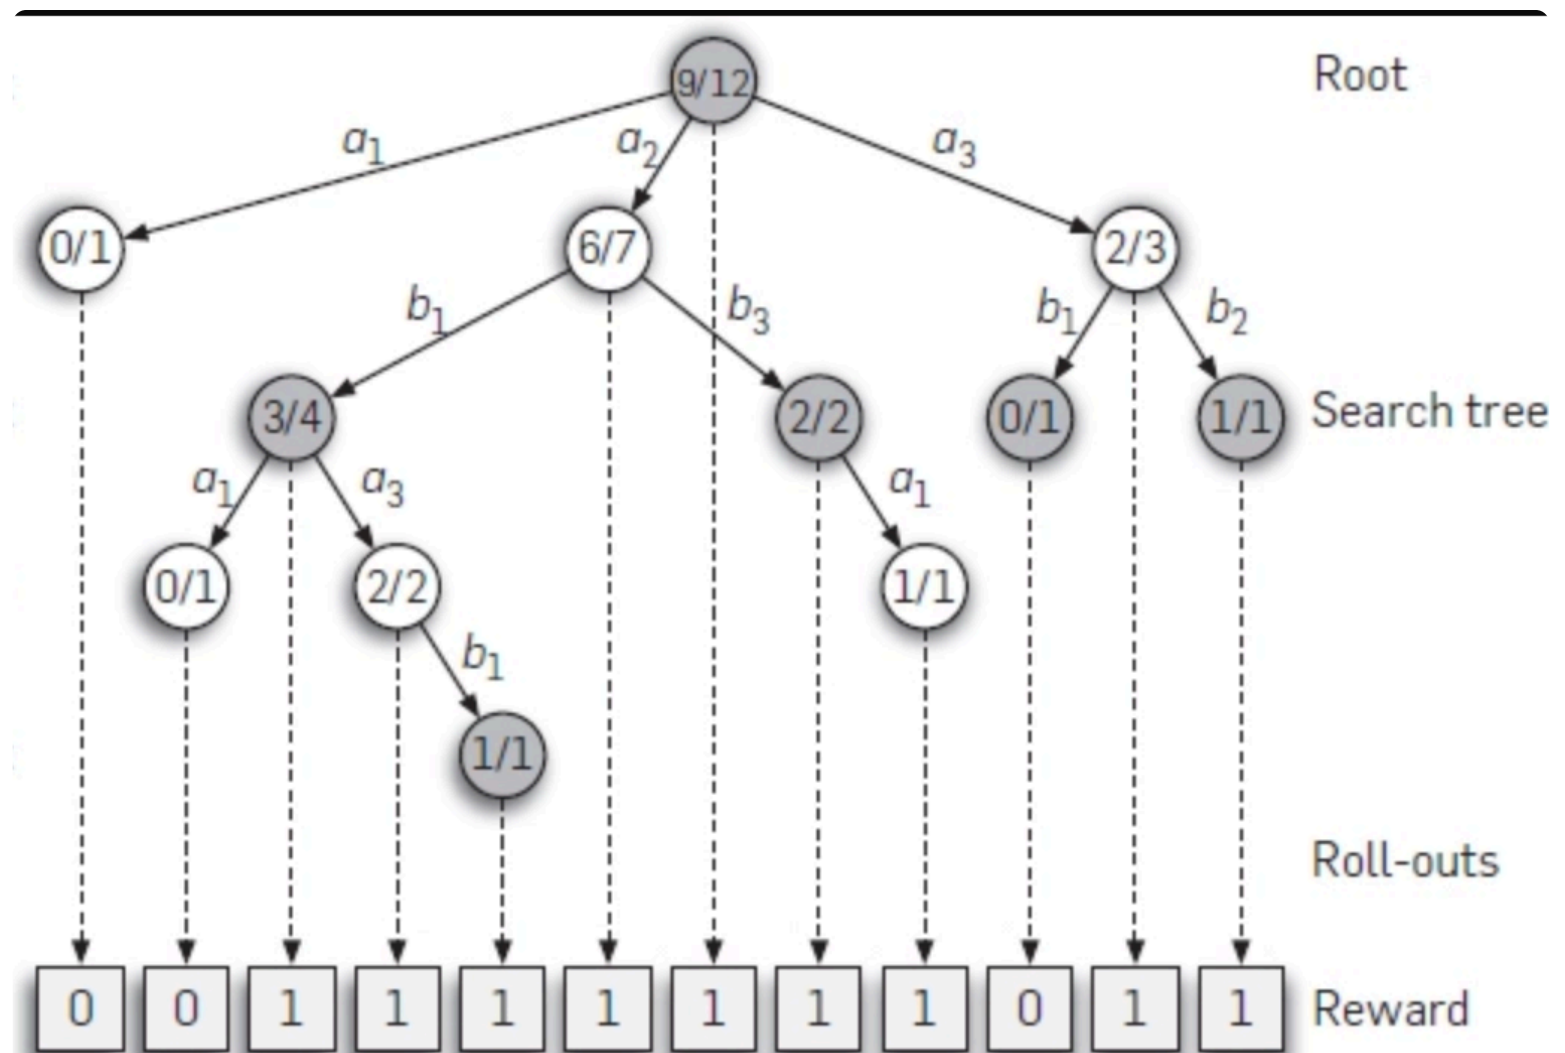 9/12 Root
a1 a2 a3
0/1 6/7 2/3
b1 b3 b1 b2
3/4 2/2 0/1 1/1 Search tree
a1 a3 a1
0/1 2/2 1/1
b1
1/1
Roll-outs
0 0 1 1 1 1 1 1 1 0 1 1 Reward